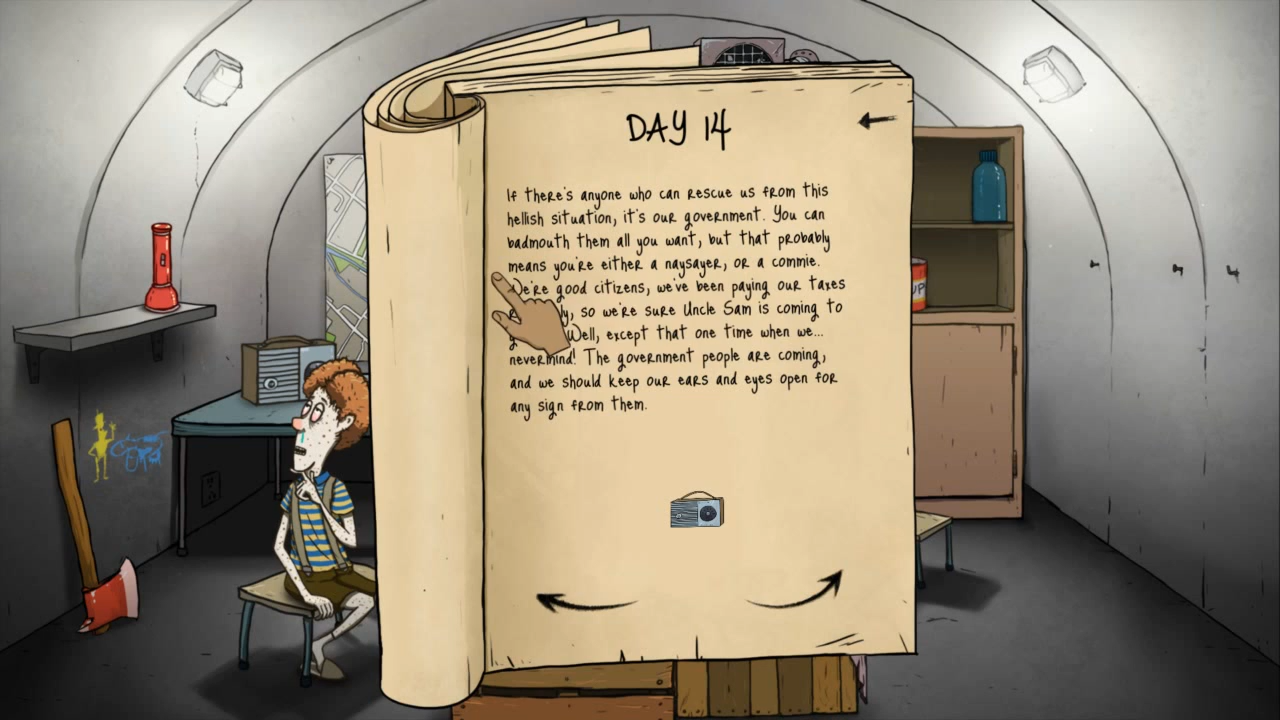 DAY 14
If there's anyone who can rescue us from this
hellish situation, it's our government. You can
badmouth them all you want, but that probably
means you're either a naysayer, or a commie.
We're good citizens, we've been paying our taxes
so we're sure Uncle Sam is coming to
Well, except that one time when we...
nevermind! The government people are coming,
and we should keep our ears and eyes open for
any sign from them.